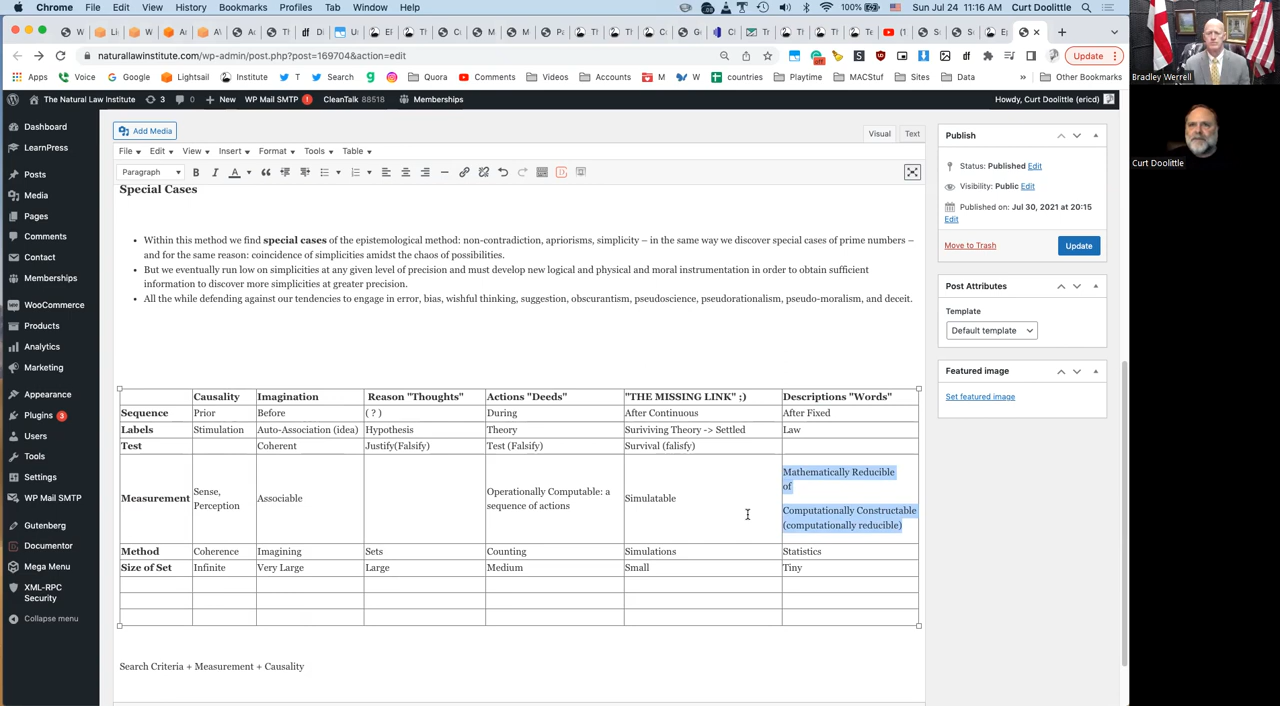 Chrome File Edit View History Bookmarks Profiles Tab Window Help
100% Sun Jul 24 11:16 AM Curt Doolittle
naturallawinstitute.com/wp-admin/post.php?post=169704&action=edit
Update
Apps Voice Google Lightsail Institute T Search Quora Comments Videos Accounts M W countries Playtime MACStuf Sites Data » Other Bookmarks
The Natural Law Institute 3 0 New WP Mail SMTP ! CleanTalk 88518 Memberships Howdy, Curt Doolittle (ericd)
Dashboard
LearnPress
Posts
Media
Pages
Comments
Contact
Memberships
WooCommerce
Products
Analytics
Marketing
Appearance
Plugins 3
Users
Tools
Settings
WP Mail SMTP
Gutenberg
Documentor
Mega Menu
XML-RPC
Security
Collapse menu
Add Media
Visual Text
File Edit View Insert Format Tools Table
Paragraph B I A
Special Cases
Within this method we find special cases of the epistemological method: non-contradiction, apriorisms, simplicity – in the same way we discover special cases of prime numbers –
and for the same reason: coincidence of simplicities amidst the chaos of possibilities.
But we eventually run low on simplicities at any given level of precision and must develop new logical and physical and moral instrumentation in order to obtain sufficient
information to discover more simplicities at greater precision.
All the while defending against our tendencies to engage in error, bias, wishful thinking, suggestion, obscurantism, pseudoscience, pseudorationalism, pseudo-moralism, and deceit.
Causality Imagination Reason "Thoughts" Actions "Deeds" "THE MISSING LINK" ;) Descriptions "Words"
Sequence Prior Before ( ? ) During After Continuous After Fixed
Labels Stimulation Auto-Association (idea) Hypothesis Theory Suriviving Theory -> Settled Law
Test Coherent Justify(Falsify) Test (Falsify) Survival (falisfy)
Measurement Sense,
Perception Associable Operationally Computable: a
sequence of actions Simulatable Mathematically Reducible
of
Computationally Constructable
(computationally reducible)
Method Coherence Imagining Sets Counting Simulations Statistics
Size of Set Infinite Very Large Large Medium Small Tiny
Search Criteria + Measurement + Causality
Publish
Status: Published Edit
Visibility: Public Edit
Published on: Jul 30, 2021 at 20:15
Edit
Move to Trash Update
Post Attributes
Template
Default template
Featured image
Set featured image
Bradley Werrell
Curt Doolittle